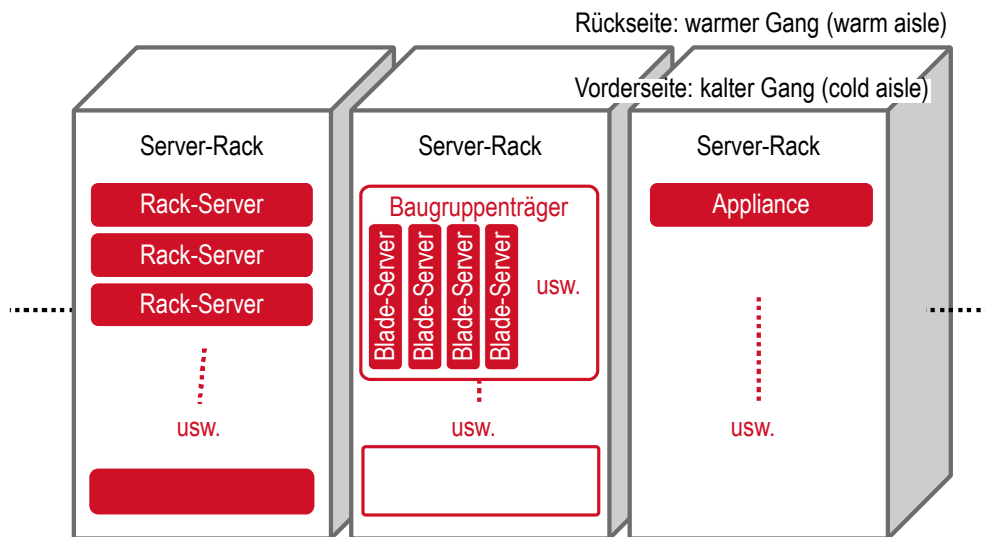 Rückseite: warmer Gang (warm aisle)
Vorderseite: kalter Gang (cold aisle)
Server-Rack
Rack-Server
Rack-Server
Rack-Server
usw.
Server-Rack
Baugruppenträger
Blade-Server
Blade-Server
Blade-Server
Blade-Server
usw.
usw.
Server-Rack
Appliance
usw.